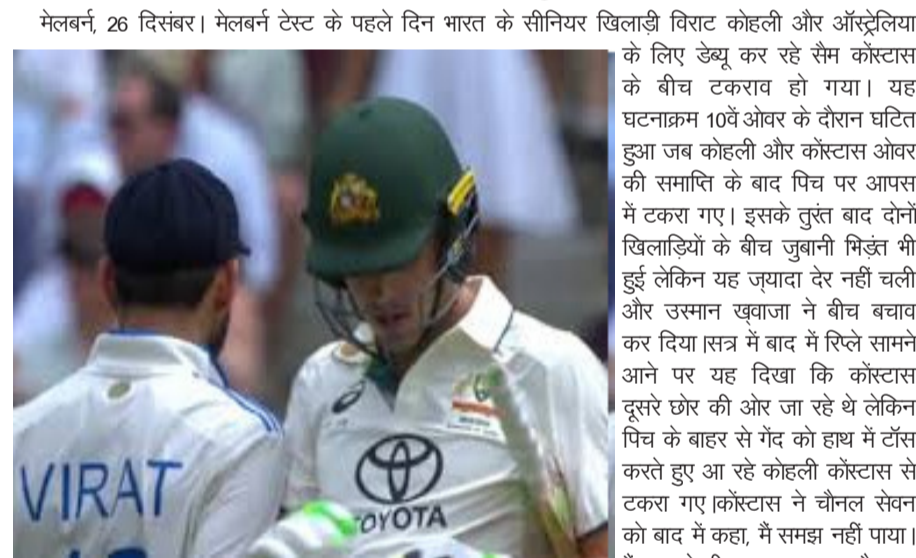 मेलबर्न, 26 दिसंबर। मेलबर्न टेस्ट के पहले दिन भारत के सीनियर खिलाड़ी विराट कोहली और ऑस्ट्रेलिया
के लिए डेब्यू कर रहे सैम कोंस्टास
के बीच टकराव हो गया। यह
घटनाक्रम 10वें ओवर के दौरान घटित
हुआ जब कोहली और कोंस्टास ओवर
की समाप्ति के बाद पिच पर आपस
में टकरा गए। इसके तुरंत बाद दोनों
खिलाड़ियों के बीच जुबानी भिड़ंत भी
हुई लेकिन यह ज्यादा देर नहीं चली
और उस्मान ख्वाजा ने बीच बचाव
कर दिया।सत्र में बाद में रिप्ले सामने
आने पर यह दिखा कि कोंस्टास
दूसरे छोर की ओर जा रहे थे लेकिन
पिच के बाहर से गेंद को हाथ में टॉस
करते हुए आ रहे कोहली कोंस्टास से
टकरा गए।कोंस्टास ने चौनल सेवन
को बाद में कहा, मैं समझ नहीं पाया।
VIRAT
TOYOTA